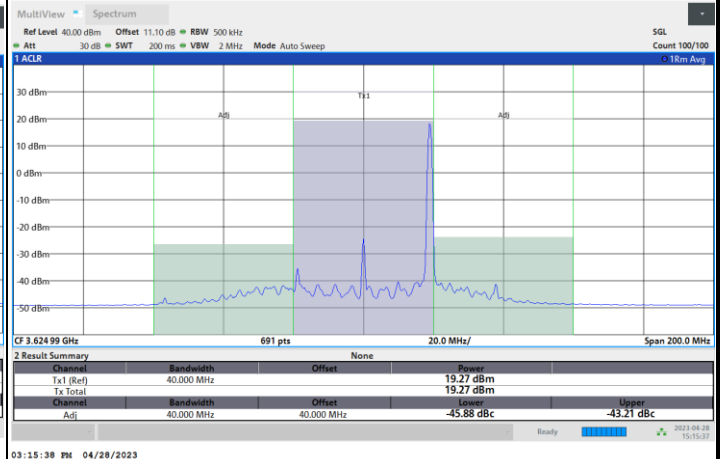 MultiView Spectrum
Ref Level 40.00 dBm Offset 11.10 dB RBW 500 kHz SGL
Att 30 dB SWT 200 ms VBW 2 MHz Mode Auto Sweep Count 100/100
1 ACLR 1Rm Avg
Tx1
Adj Adj
30 dBm
20 dBm
10 dBm
0 dBm
-10 dBm
-20 dBm
-30 dBm
-40 dBm
-50 dBm
CF 3.624 99 GHz 691 pts 20.0 MHz/ Span 200.0 MHz
2 Result Summary None
Channel Bandwidth Offset Power
Tx1 (Ref) 40.000 MHz 19.27 dBm
Tx Total 19.27 dBm
Channel Bandwidth Offset Lower Upper
Adj 40.000 MHz 40.000 MHz -45.88 dBc -43.21 dBc
Ready 2023-04-28
15:15:37
03:15:38 PM 04/28/2023